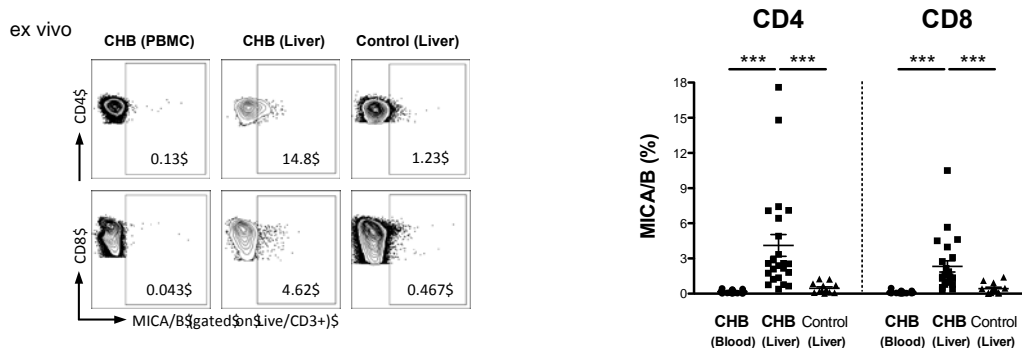 ex vivo
CHB (PBMC) CHB (Liver) Control (Liver)
CD4$
0.13$ 14.8$ 1.23$
CD8$
0.043$ 4.62$ 0.467$
MICA/B$(gated$on$Live/CD3+)$
CD4 CD8
*** *** *** ***
MICA/B (%)
18
15
12
9
6
3
0
CHB CHB Control CHB CHB Control
(Blood) (Liver) (Liver) (Blood) (Liver) (Liver)